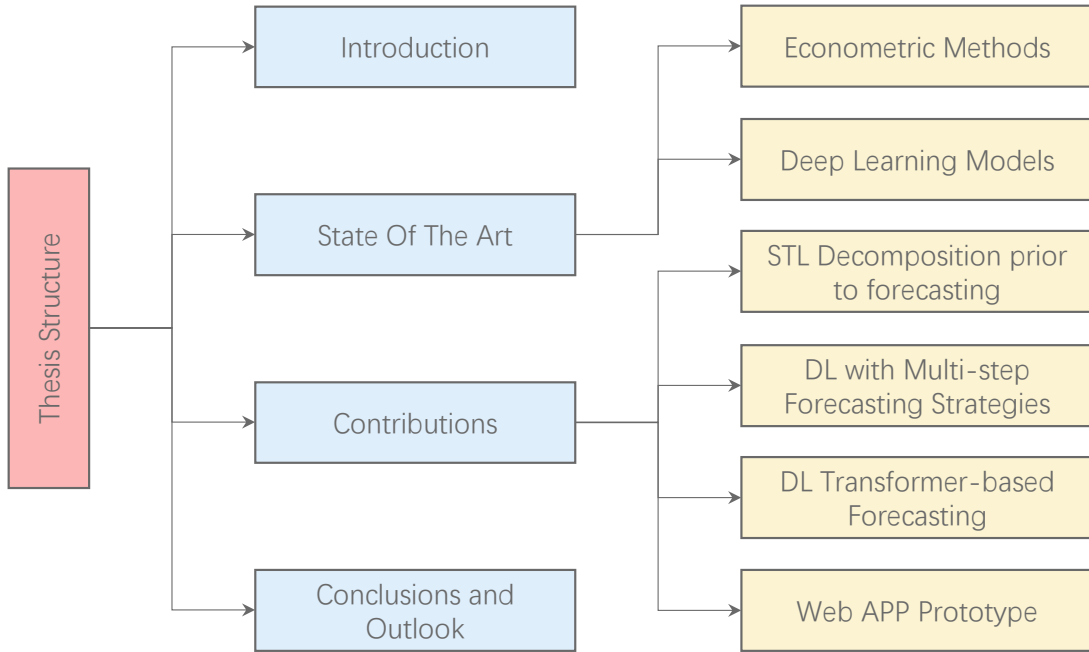 Thesis Structure
Introduction
State Of The Art
Contributions
Conclusions and
Outlook
Econometric Methods
Deep Learning Models
STL Decomposition prior
to forecasting
DL with Multi-step
Forecasting Strategies
DL Transformer-based
Forecasting
Web APP Prototype